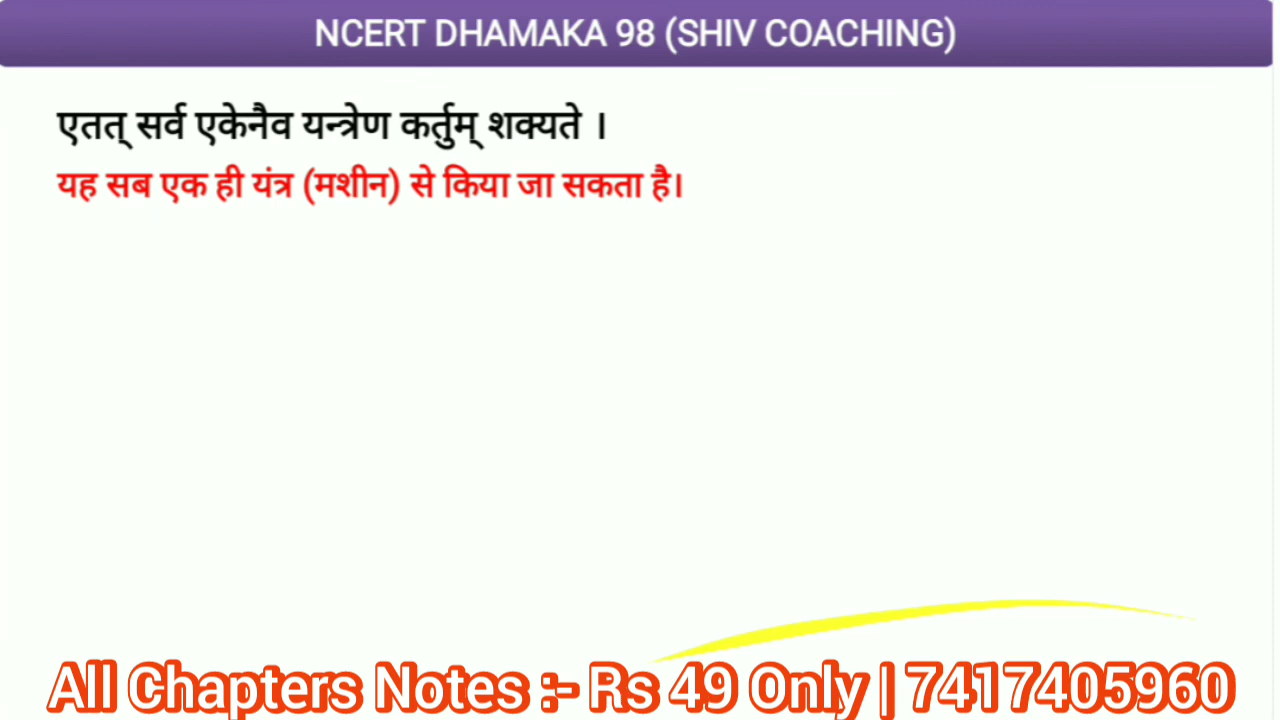 NCERT DHAMAKA 98 (SHIV COACHING)
एतत् सर्व एकेनैव यन्त्रेण कर्तुम् शक्यते ।
यह सब एक ही यंत्र (मशीन) से किया जा सकता है।
All Chapters Notes :- Rs 49 Only | 7417405960